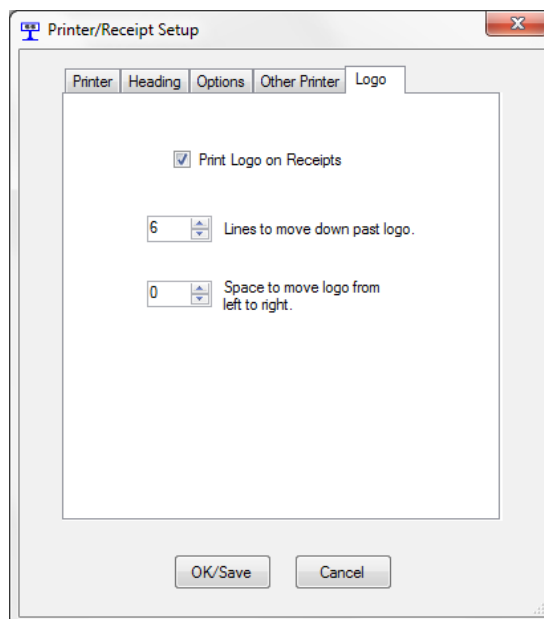 Printer/Receipt Setup
Printer Heading Options Other Printer Logo
Print Logo on Receipts
6 Lines to move down past logo.
0 Space to move logo from
left to right.
OK/Save Cancel